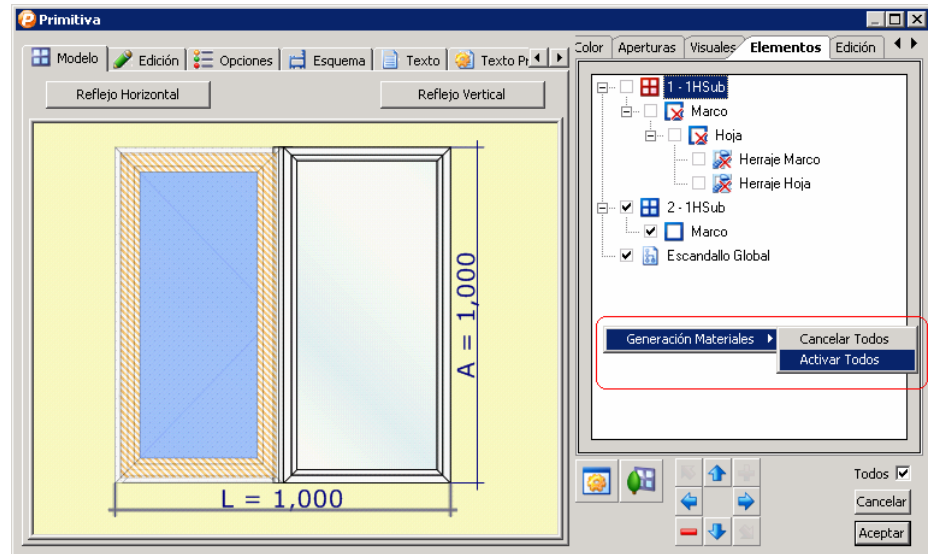 Primitiva
Modelo Edición Opciones Esquema Texto Texto Pr
Color Aperturas Visuales Elementos Edición
Reflejo Horizontal Reflejo Vertical
1 - 1HSub
Marco
Hoja
Herraje Marco
Herraje Hoja
2 - 1HSub
Marco
Escandallo Global
Generación Materiales Cancelar Todos
Activar Todos
A = 1,000
L = 1,000
Todos
Cancelar
Aceptar